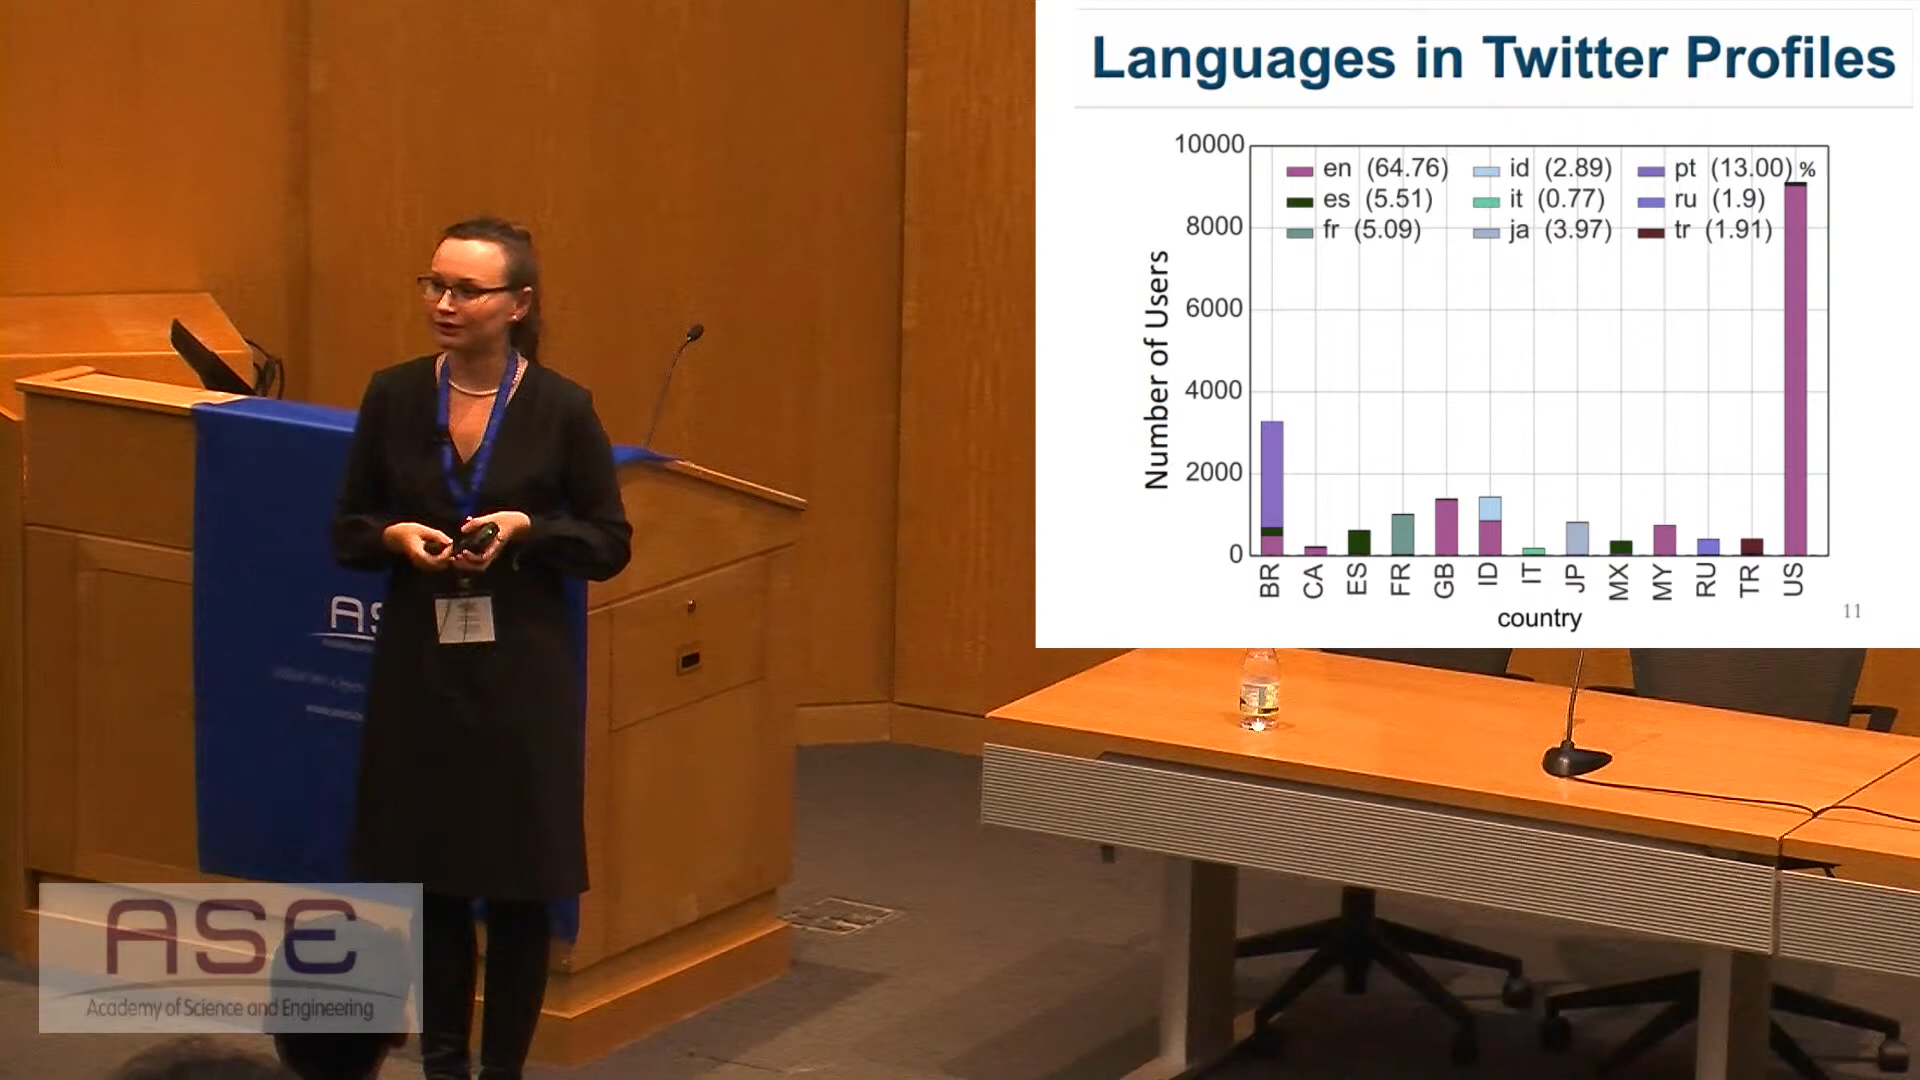 Languages in Twitter Profiles
10000
8000
6000
4000
2000
0
Number of Users
en (64.76)
id (2.89)
pt (13.00) %
es (5.51)
it (0.77)
ru (1.9)
fr (5.09)
ja (3.97)
tr (1.91)
BR
CA
ES
FR
GB
ID
IT
JP
MX
MY
RU
TR
US
country
11
AS
ASE
Academy of Science and Engineering